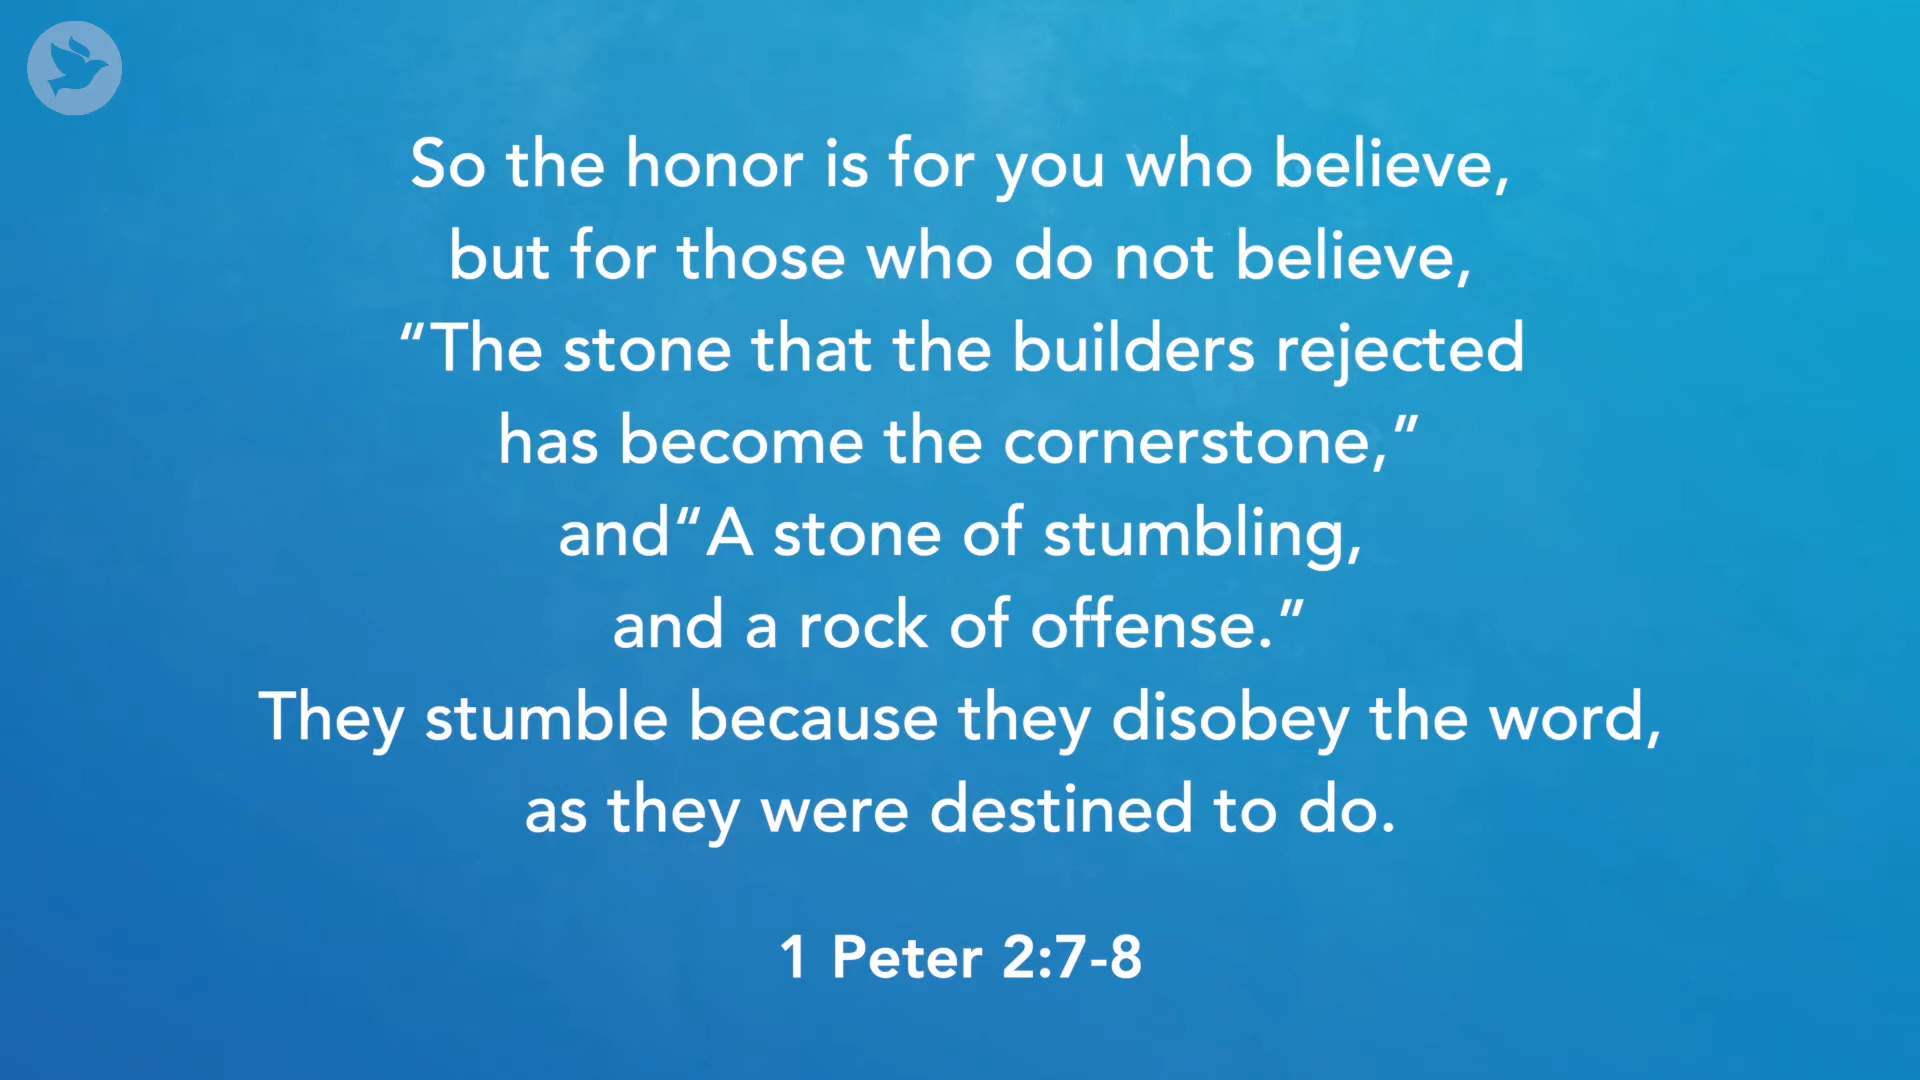 So the honor is for you who believe,
but for those who do not believe,
“The stone that the builders rejected
has become the cornerstone,”
and“A stone of stumbling,
and a rock of offense.”
They stumble because they disobey the word,
as they were destined to do.
1 Peter 2:7-8